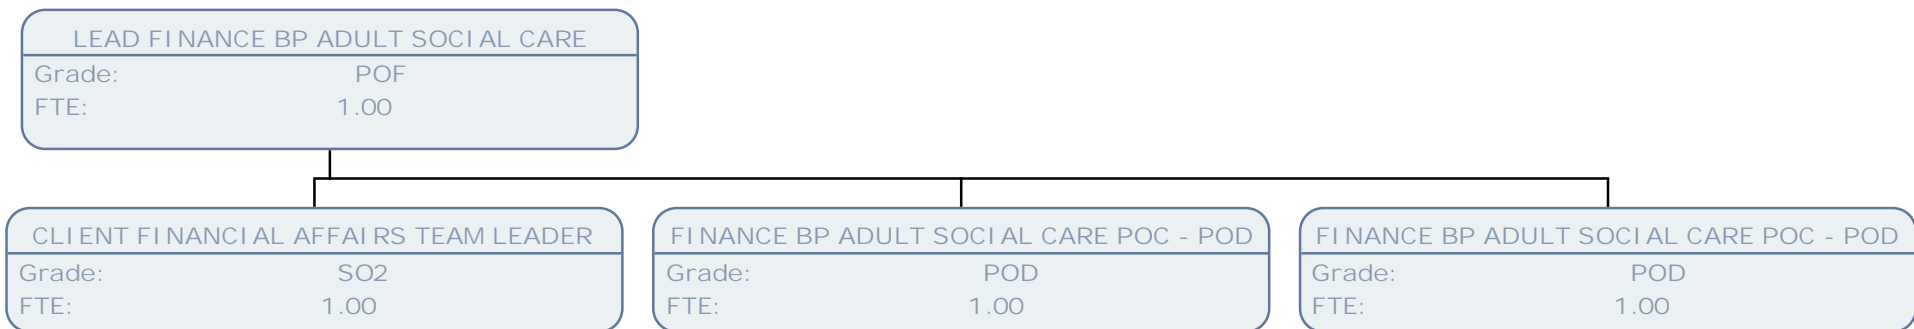 LEAD FINANCE BP ADULT SOCIAL CARE
Grade: POF
FTE: 1.00
CLIENT FINANCIAL AFFAIRS TEAM LEADER
Grade: SO2
FTE: 1.00
FINANCE BP ADULT SOCIAL CARE POC - POD
Grade: POD
FTE: 1.00
FINANCE BP ADULT SOCIAL CARE POC - POD
Grade: POD
FTE: 1.00